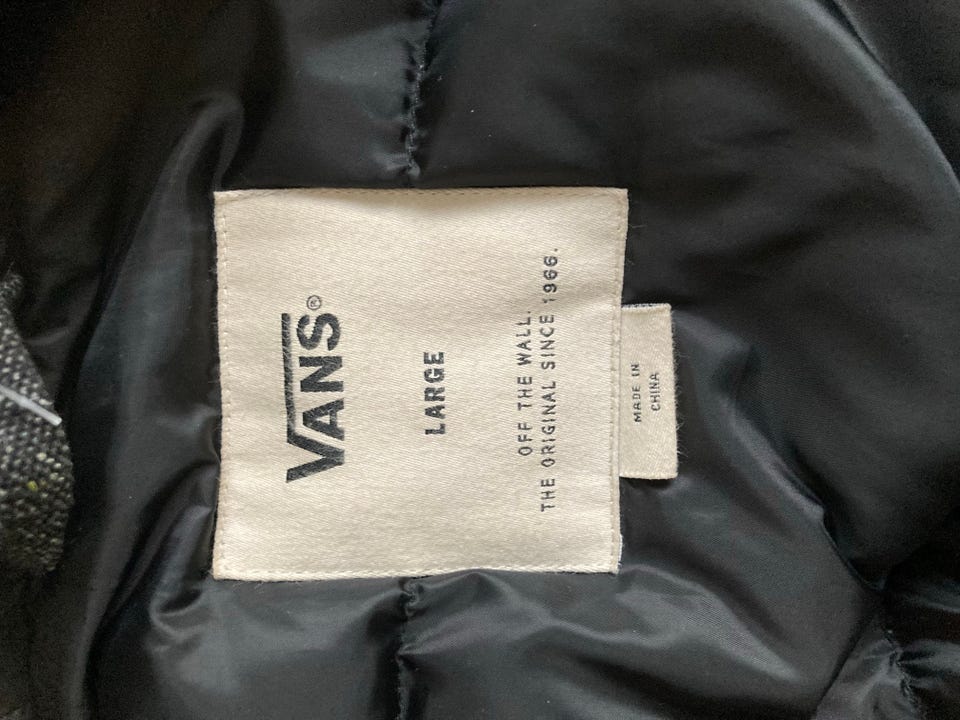 VANS®
LARGE
OFF THE WALL.
THE ORIGINAL SINCE 1966.
MADE IN
CHINA